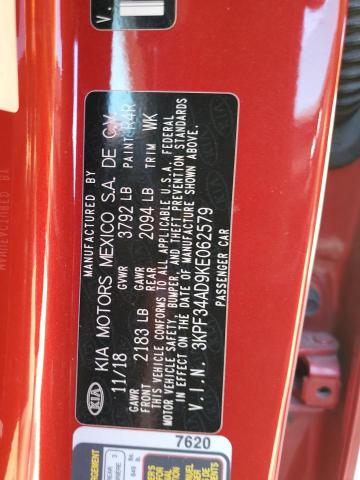 MANUFACTURED BY
KIA MOTORS MEXICO S.A. DE C.V.
11/18 GVWR 3792 LB PAINT R4R
GAWR FRONT 2183 LB GAWR REAR 2094 LB TRIM WK
THIS VEHICLE CONFORMS TO ALL APPLICABLE U.S.A. FEDERAL
MOTOR VEHICLE SAFETY, BUMPER, AND THEFT PREVENTION STANDARDS
IN EFFECT ON THE DATE OF MANUFACTURE SHOWN ABOVE.
V.I.N. 3KPF34AD9KE062579
PASSENGER CAR
KIA
7620